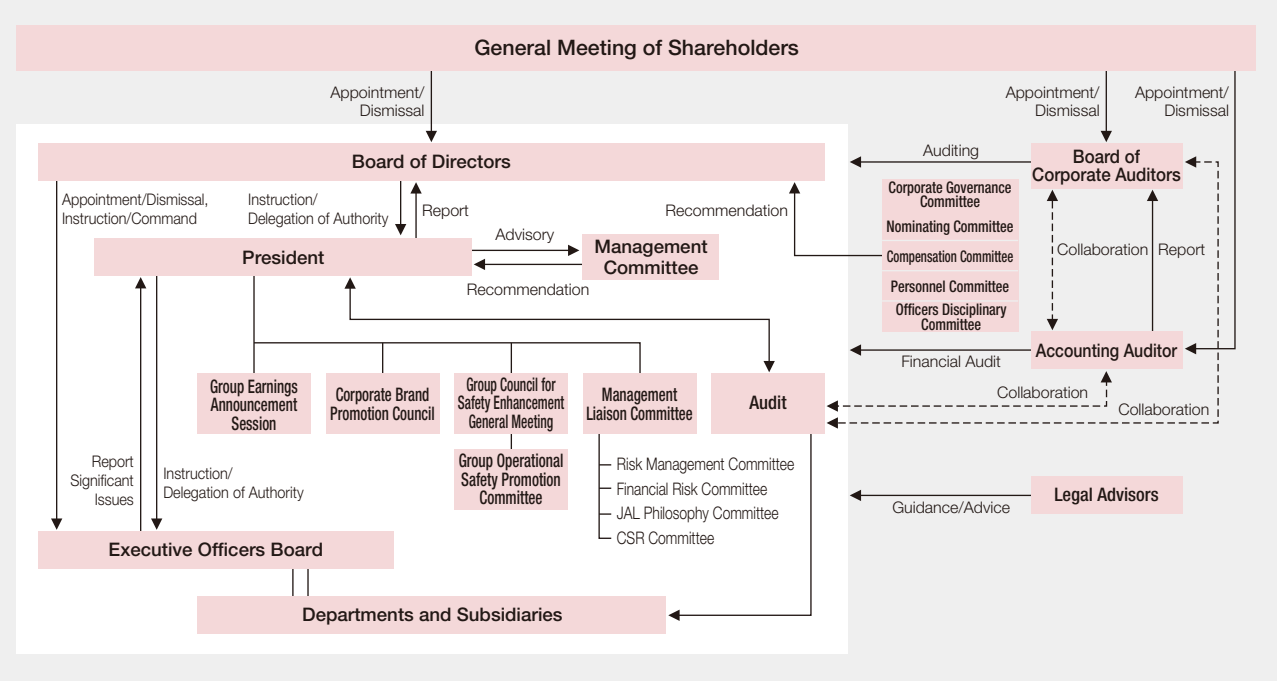 General Meeting of Shareholders
Appointment/
Dismissal
Appointment/
Dismissal
Appointment/
Dismissal
Board of Directors
Auditing
Board of
Corporate Auditors
Appointment/Dismissal,
Instruction/Command
Instruction/
Delegation of Authority
Report
Recommendation
Corporate Governance
Committee
Nominating Committee
Compensation Committee
Personnel Committee
Officers Disciplinary
Committee
Collaboration
Report
President
Advisory
Recommendation
Management
Committee
Financial Audit
Accounting Auditor
Collaboration
Collaboration
Group Earnings
Announcement
Session
Corporate Brand
Promotion Council
Group Council for
Safety Enhancement
General Meeting
Management
Liaison Committee
Audit
Group Operational
Safety Promotion
Committee
Risk Management Committee
Financial Risk Committee
JAL Philosophy Committee
CSR Committee
Report
Significant
Issues
Instruction/
Delegation of Authority
Guidance/Advice
Legal Advisors
Executive Officers Board
Departments and Subsidiaries